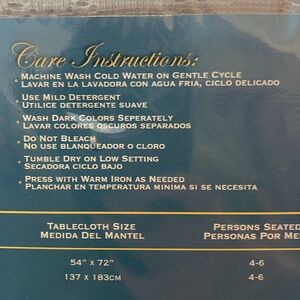 Care Instructions:
· Machine Wash Cold Water on Gentle Cycle
Lavar en la lavadora con agua fria, ciclo delicado
· Use Mild Detergent
Utilice detergente suave
· Wash Dark Colors Seperately
Lavar colores oscuros separados
· Do Not Bleach
No use blanqueador o cloro
· Tumble Dry on Low Setting
Secadora ciclo bajo
· Press with Warm Iron as Needed
Planchar en temperatura minima si se necesita
Tablecloth Size Persons Seated
Medida Del Mantel Personas Por
54" x 72" 4-6
137 x 183cm 4-6